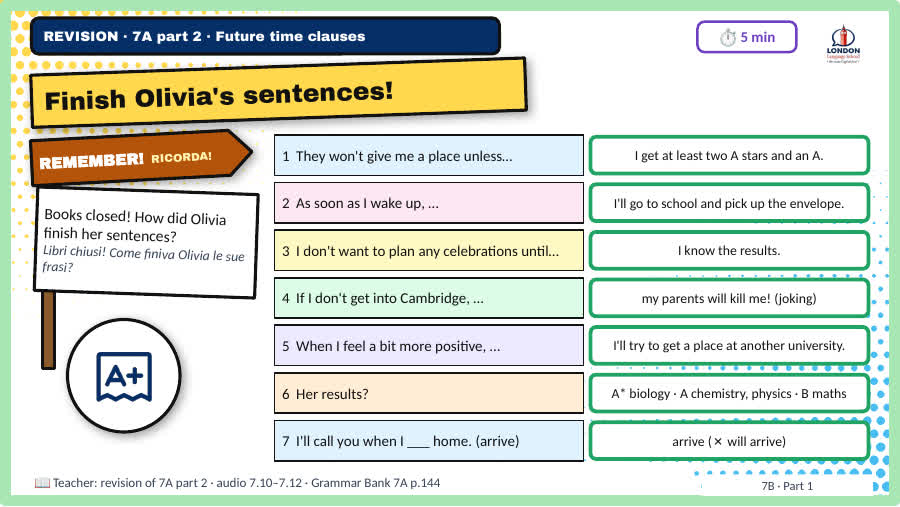 REVISION · 7A part 2 · Future time clauses
⏱️ 5 min
LONDON
Language School
Finish Olivia's sentences!
REMEMBER! RICORDA!
Books closed! How did Olivia
finish her sentences?
Libri chiusi! Come finiva Olivia le sue
frasi?
A+
1 They won't give me a place unless...
I get at least two A stars and an A.
2 As soon as I wake up, ...
I'll go to school and pick up the envelope.
3 I don't want to plan any celebrations until...
I know the results.
4 If I don't get into Cambridge, ...
my parents will kill me! (joking)
5 When I feel a bit more positive, ...
I'll try to get a place at another university.
6 Her results?
A* biology · A chemistry, physics · B maths
7 I'll call you when I ___ home. (arrive)
arrive (✕ will arrive)
📖 Teacher: revision of 7A part 2 · audio 7.10–7.12 · Grammar Bank 7A p.144
7B · Part 1